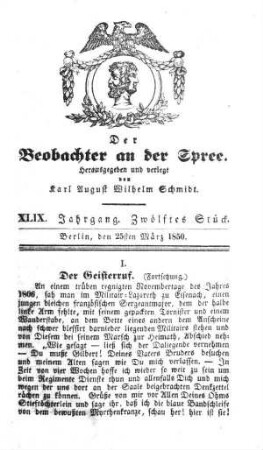 Der
Beobachter an der Spree.
Herausgegeben und verlegt
von
Karl August Wilhelm Schmidt.
XLIX. Jahrgang. Zwölftes Stück.
Berlin, den 25sten März 1850.
I.
Der Geisterruf. (Fortsetzung.)
An einem trüben regnigten Novembertage des Jahres
1806, sah man im Militair-Lazareth zu Eisenach, einen
jungen bleichen französischen Sergeantmajor, dem der halbe
linke Arm fehlte, mit seinem gepackten Tornister und einem
Wanderstabe, an dem Bette eines andern dem Anscheine
nach schwer blessirt darnieder liegenden Militairs stehen und
von Diesem bei seinem Marsch zur Heimath, Abschied nehmen.
„Wie gesagt — ließ sich der Daliegende vernehmen
— Du mußt Gilbert! Deines Vaters Bruders besuchen
und Meinen alten sagen wie Du mich verlassen. — In
Zeit von vier Wochen hoffe ich wieder so weit zu sein um
beim Regimente Dienste thun und allenfalls Dich und mich
wegen der uns dort an der Saale beigebrachten Denkzettel
rächen zu können. Grüße von mir vor Allen Deines Ohms
Stieftöchterlein und sage ihr, daß ich die blaue Bandschleife
von dem bewußten Myrthenkranze, schau her! hier ist sie!